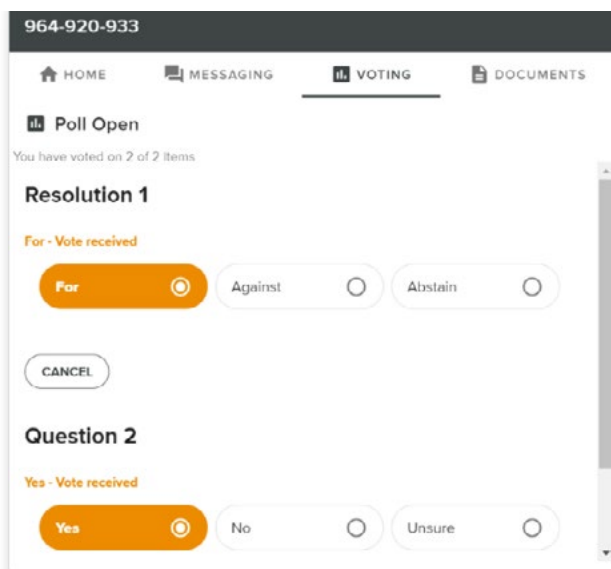 964-920-933
HOME MESSAGING VOTING DOCUMENTS
Poll Open
You have voted on 2 of 2 items
Resolution 1
For - Vote received
For Against Abstain
CANCEL
Question 2
Yes - Vote received
Yes No Unsure